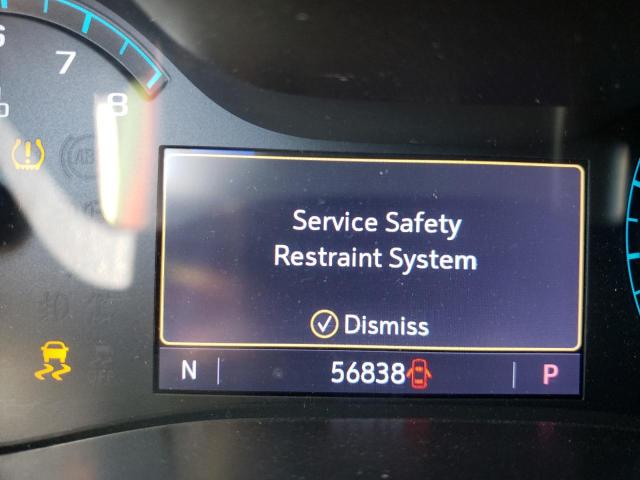 7
8
Service Safety
Restraint System
Dismiss
N 56838 P